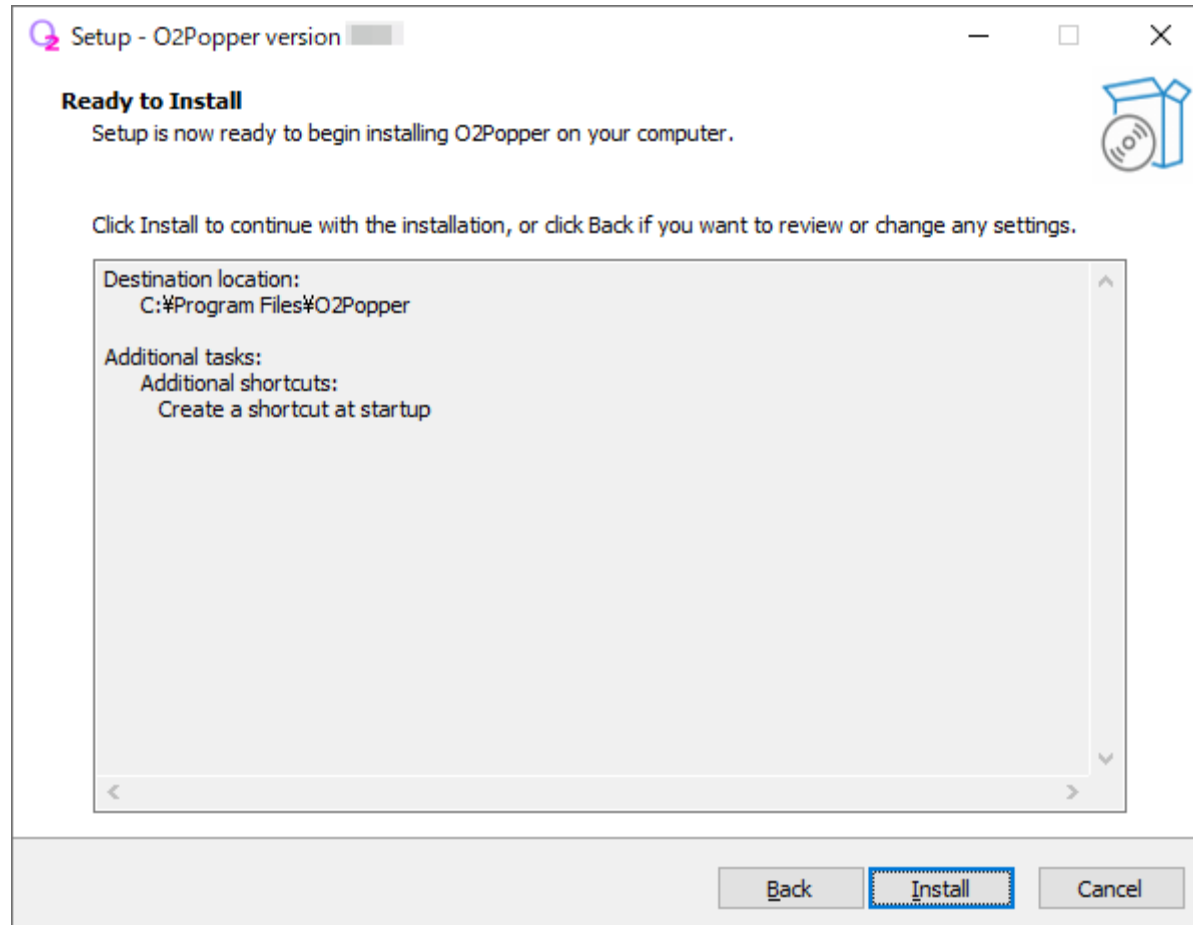 Setup - O2Popper version
Ready to Install
Setup is now ready to begin installing O2Popper on your computer.
Click Install to continue with the installation, or click Back if you want to review or change any settings.
Destination location:
C:¥Program Files¥O2Popper
Additional tasks:
Additional shortcuts:
Create a shortcut at startup
Back
Install
Cancel